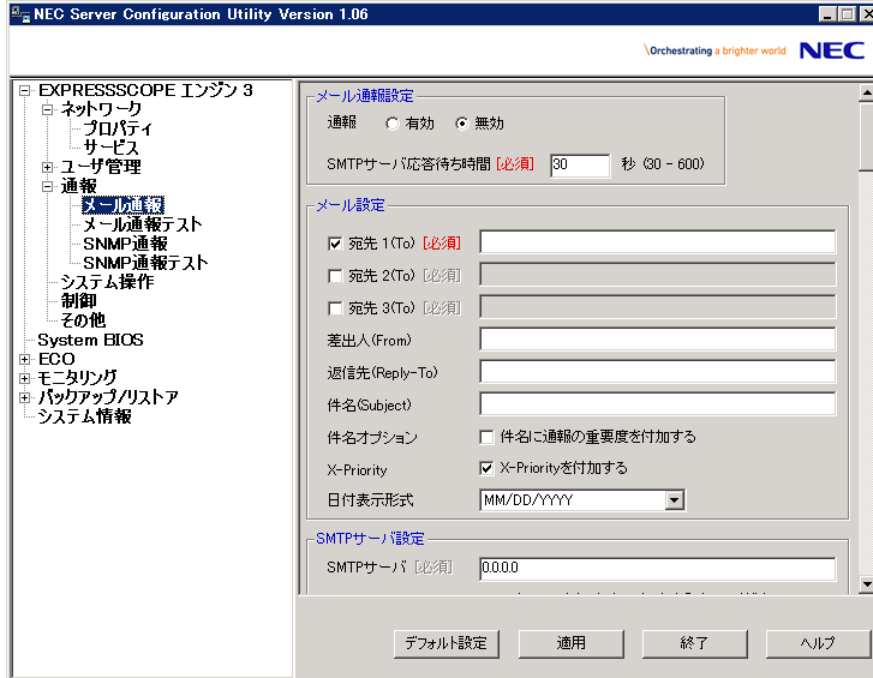 NEC Server Configuration Utility Version 1.06
\Orchestrating a brighter world NEC
EXPRESSSCOPE エンジン 3
ネットワーク
プロパティ
サービス
ユーザ管理
通報
メール通報
メール通報テスト
SNMP通報
SNMP通報テスト
システム操作
制御
その他
System BIOS
ECO
モニタリング
バックアップ/リストア
システム情報
メール通報設定
通報 有効 無効
SMTPサーバ応答待ち時間 [必須] 30 秒 (30 - 600)
メール設定
宛先 1(To) [必須]
宛先 2(To) [必須]
宛先 3(To) [必須]
差出人(From)
返信先(Reply-To)
件名(Subject)
件名オプション 件名に通報の重要度を付加する
X-Priority X-Priorityを付加する
日付表示形式 MM/DD/YYYY
SMTPサーバ設定
SMTPサーバ [必須] 0.0.0.0
デフォルト設定 適用 終了 ヘルプ